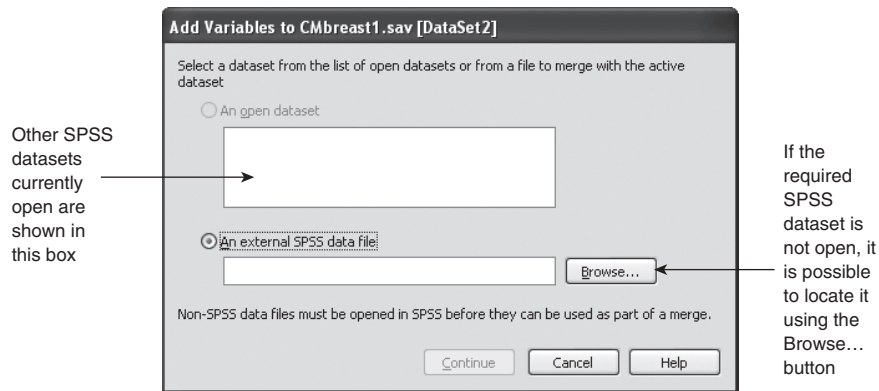 Add Variables to CMbreast1.sav [DataSet2]
Select a dataset from the list of open datasets or from a file to merge with the active
dataset
An open dataset
Other SPSS
datasets
currently
open are
shown in
this box
An external SPSS data file
Browse...
If the
required
SPSS
dataset is
not open, it
is possible
to locate it
using the
Browse…
button
Non-SPSS data files must be opened in SPSS before they can be used as part of a merge.
Continue
Cancel
Help